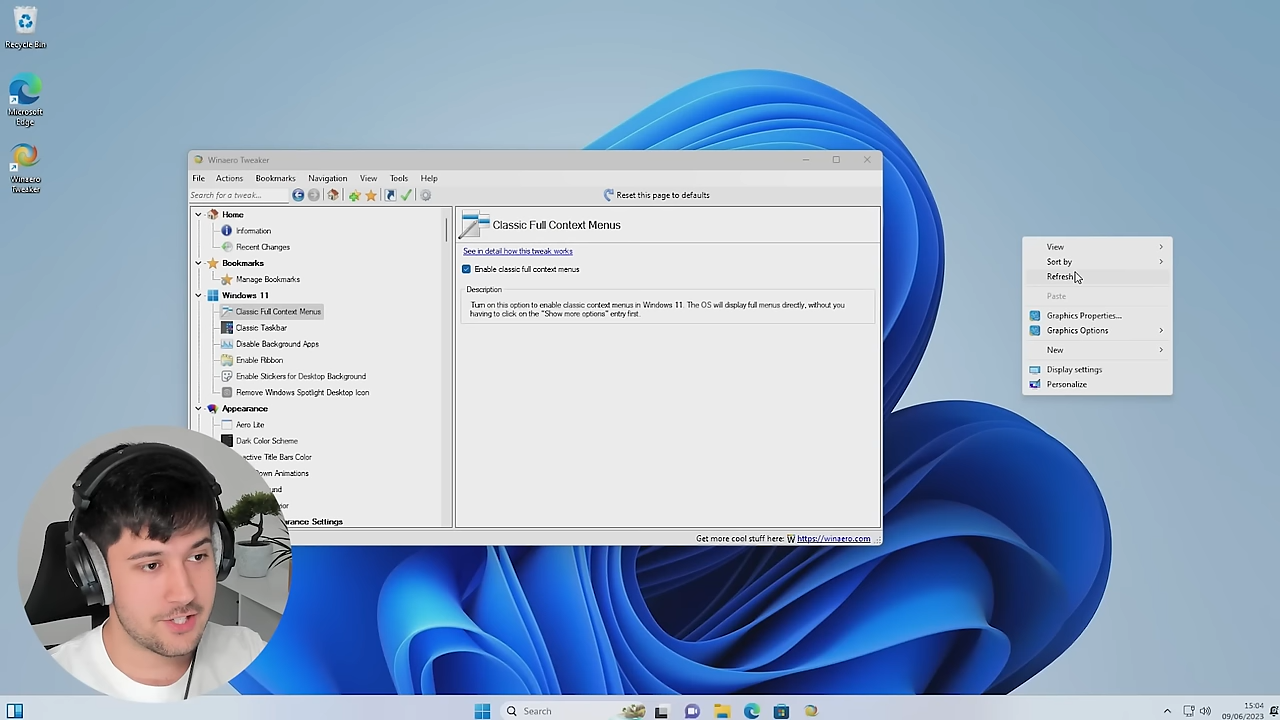 Recycle Bin
Microsoft
Edge
Winaero
Tweaker
Winaero Tweaker
File Actions Bookmarks Navigation View Tools Help
Search for a tweak...
Reset this page to defaults
Home
Information
Recent Changes
Bookmarks
Manage Bookmarks
Windows 11
Classic Full Context Menus
Classic Taskbar
Disable Background Apps
Enable Ribbon
Enable Stickers for Desktop Background
Remove Windows Spotlight Desktop Icon
Appearance
Aero Lite
Dark Color Scheme
active Title Bars Color
own Animations
Classic Full Context Menus
See in detail how this tweak works
Enable classic full context menus
Description
Turn on this option to enable classic context menus in Windows 11. The OS will display full menus directly, without you
having to click on the "Show more options" entry first.
Get more cool stuff here: https://winaero.com
View
Sort by
Refresh
Paste
Graphics Properties...
Graphics Options
New
Display settings
Personalize
Search
15:04
09/06/2023